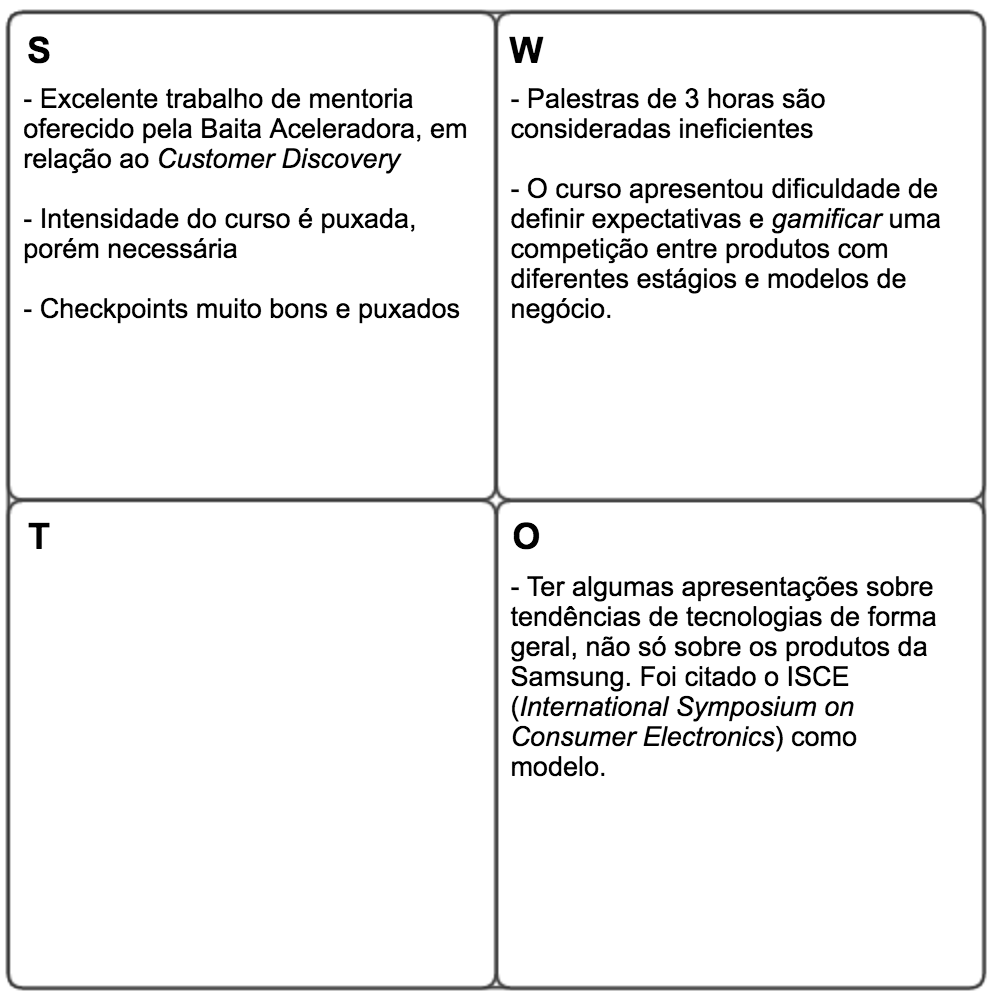 S
- Excelente trabalho de mentoria
oferecido pela Baita Aceleradora, em
relação ao Customer Discovery
- Intensidade do curso é puxada,
porém necessária
- Checkpoints muito bons e puxados
W
- Palestras de 3 horas são
consideradas ineficientes
- O curso apresentou dificuldade de
definir expectativas e gamificar uma
competição entre produtos com
diferentes estágios e modelos de
negócio.
T
O
- Ter algumas apresentações sobre
tendências de tecnologias de forma
geral, não só sobre os produtos da
Samsung. Foi citado o ISCE
(International Symposium on
Consumer Electronics) como
modelo.